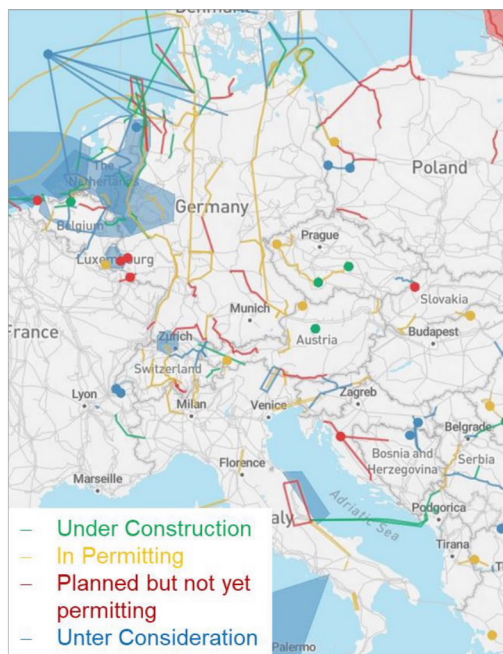 Denmark
The
Netherlands
Poland
Germany
Belgium
Prague
Luxembourg
Slovakia
France
Munich
Austria
Budapest
Zurich
Switzerland
Lyon
Milan
Venice
Zagreb
Belgrade
Bosnia and
Herzegovina
Serbia
Florence
Marseille
Adriatic Sea
Podgorica
Italy
Tirana
Palermo
– Under Construction
– In Permitting
– Planned but not yet
permitting
– Unter Consideration